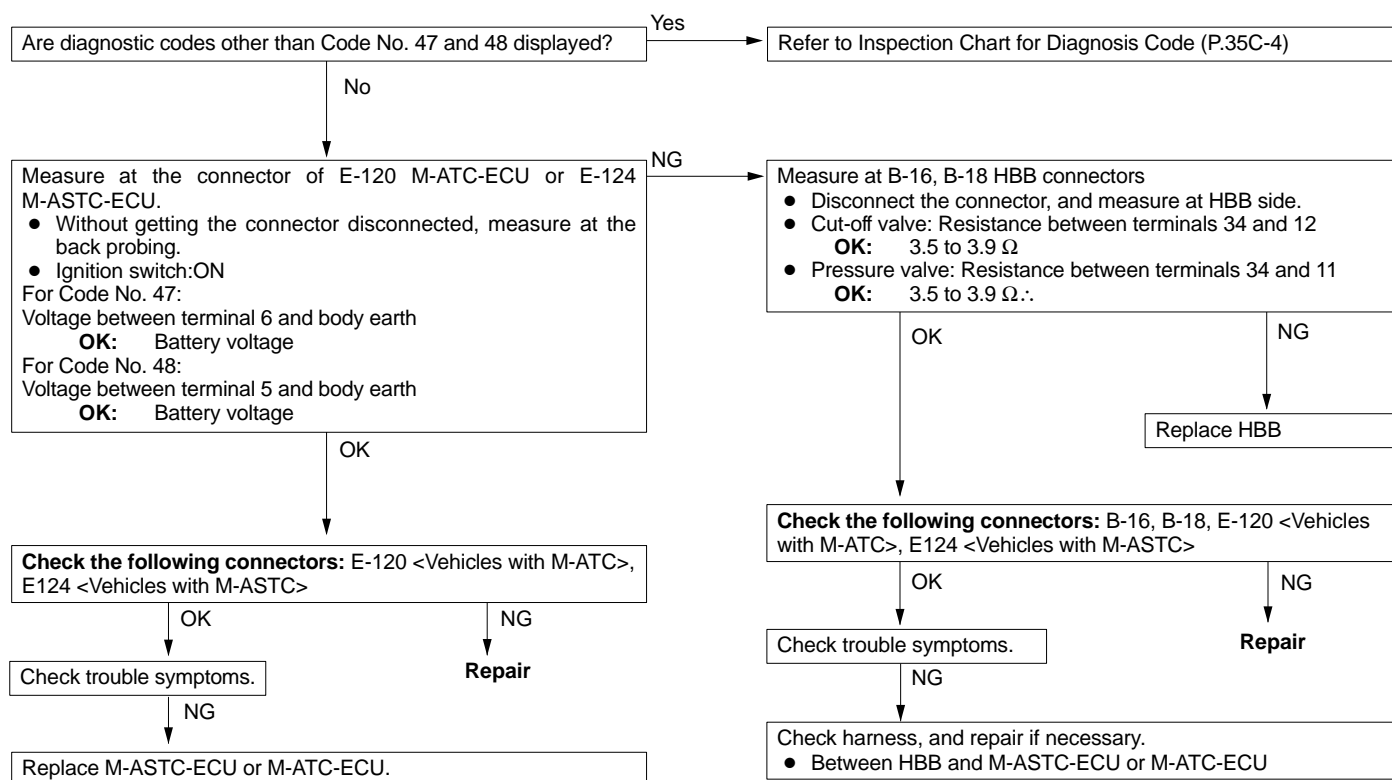 Are diagnostic codes other than Code No. 47 and 48 displayed?
Yes
Refer to Inspection Chart for Diagnosis Code (P.35C-4)
No
Measure at the connector of E-120 M-ATC-ECU or E-124
M-ASTC-ECU.
● Without getting the connector disconnected, measure at the
back probing.
● Ignition switch:ON
For Code No. 47:
Voltage between terminal 6 and body earth
OK: Battery voltage
For Code No. 48:
Voltage between terminal 5 and body earth
OK: Battery voltage
NG
Measure at B-16, B-18 HBB connectors
● Disconnect the connector, and measure at HBB side.
● Cut-off valve: Resistance between terminals 34 and 12
OK: 3.5 to 3.9 Ω
● Pressure valve: Resistance between terminals 34 and 11
OK: 3.5 to 3.9 Ω∴
OK
NG
Replace HBB
OK
Check the following connectors: E-120 <Vehicles with M-ATC>,
E124 <Vehicles with M-ASTC>
OK
NG
Check trouble symptoms.
Repair
NG
Replace M-ASTC-ECU or M-ATC-ECU.
Check the following connectors: B-16, B-18, E-120 <Vehicles
with M-ATC>, E124 <Vehicles with M-ASTC>
OK
NG
Check trouble symptoms.
Repair
NG
Check harness, and repair if necessary.
● Between HBB and M-ASTC-ECU or M-ATC-ECU